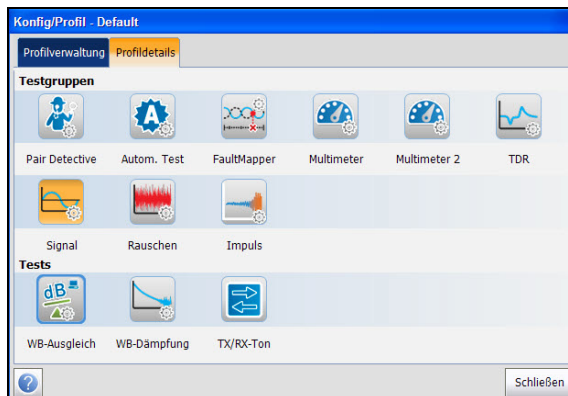 Konfig/Profil - Default
Profilverwaltung Profildetails
Testgruppen
Pair Detective Autom. Test FaultMapper Multimeter Multimeter 2 TDR
Signal Rauschen Impuls
Tests
dB
WB-Ausgleich WB-Dämpfung TX/RX-Ton
? Schließen